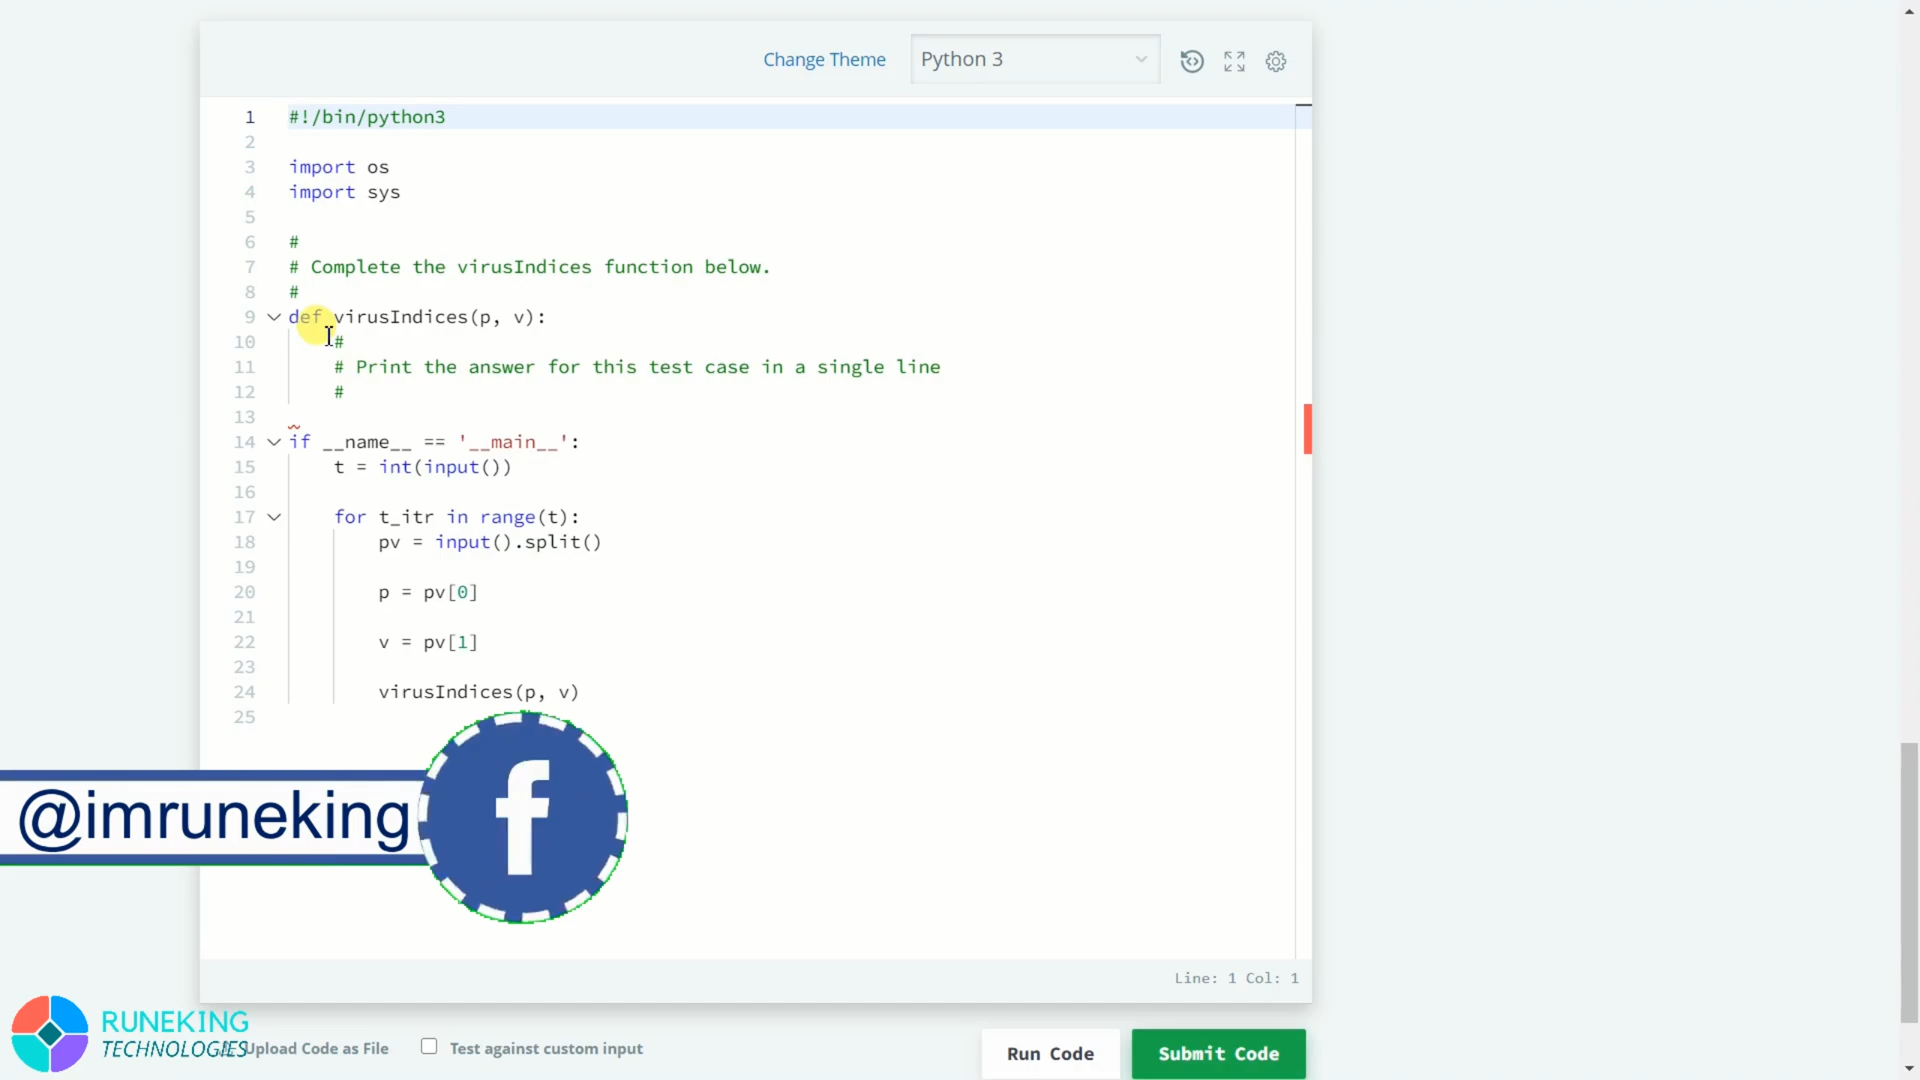 Change Theme
Python 3
1 #!/bin/python3
2
3 import os
4 import sys
5
6 #
7 # Complete the virusIndices function below.
8 #
9 def virusIndices(p, v):
10     #
11     # Print the answer for this test case in a single line
12     #
13
14 if __name__ == '__main__':
15     t = int(input())
16
17     for t_itr in range(t):
18         pv = input().split()
19
20         p = pv[0]
21
22         v = pv[1]
23
24         virusIndices(p, v)
25
@imruneking
f
Line: 1 Col: 1
RUNEKING
TECHNOLOGIES
Upload Code as File
Test against custom input
Run Code
Submit Code